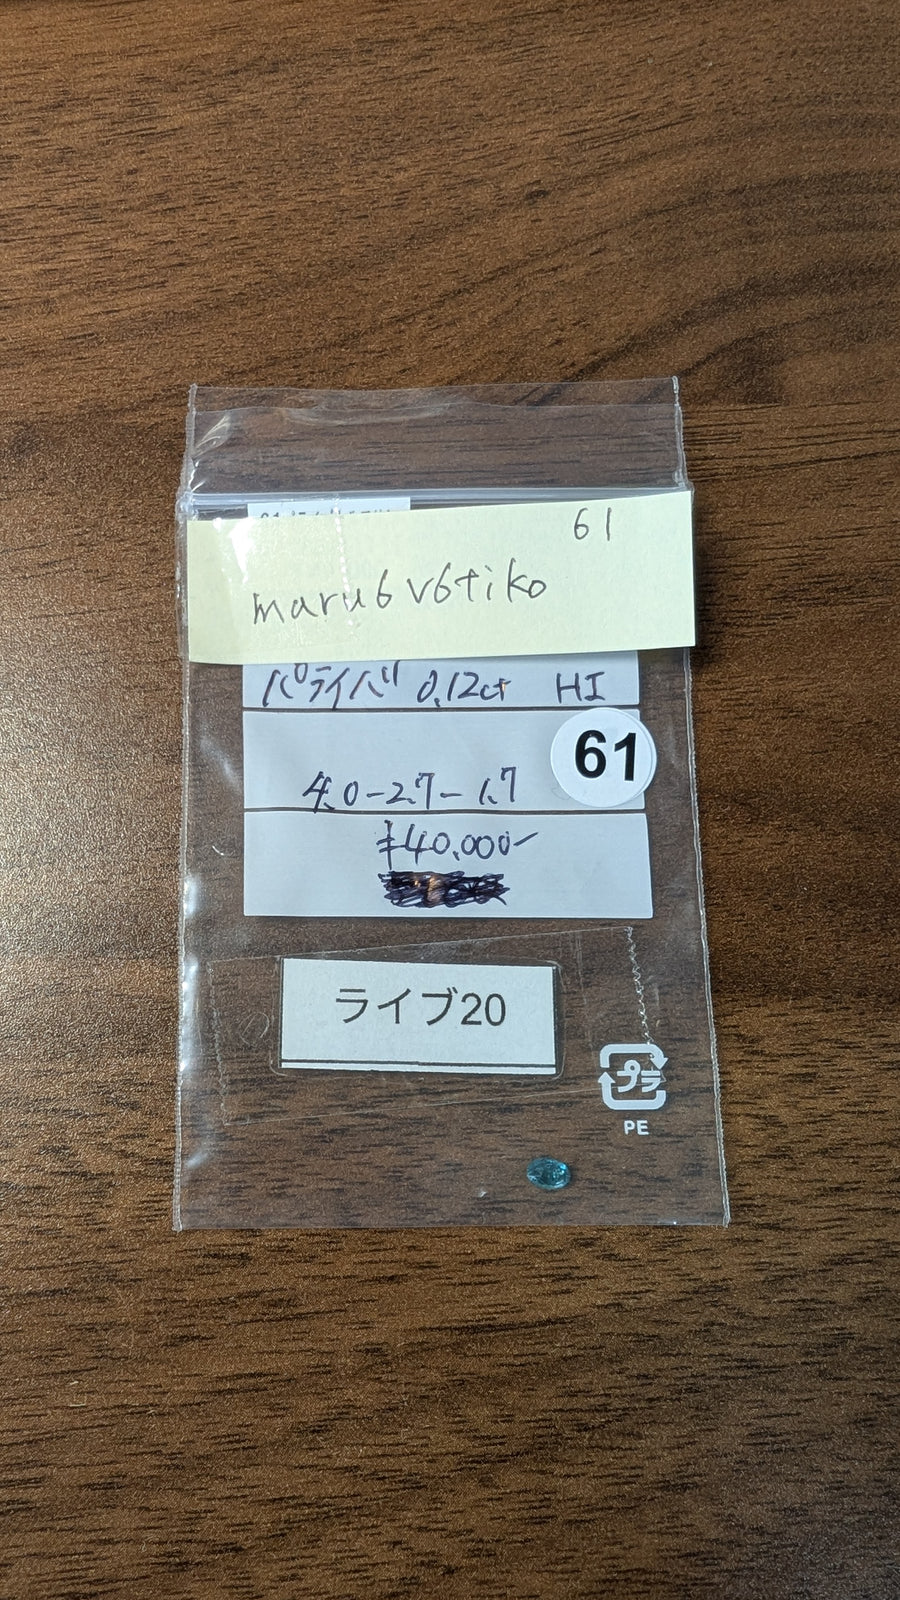 61
maru6v6tiko
パライバ 0.12ct HI
61
4.0-2.7-1.7
¥40,000-
ライブ20
プラ
PE